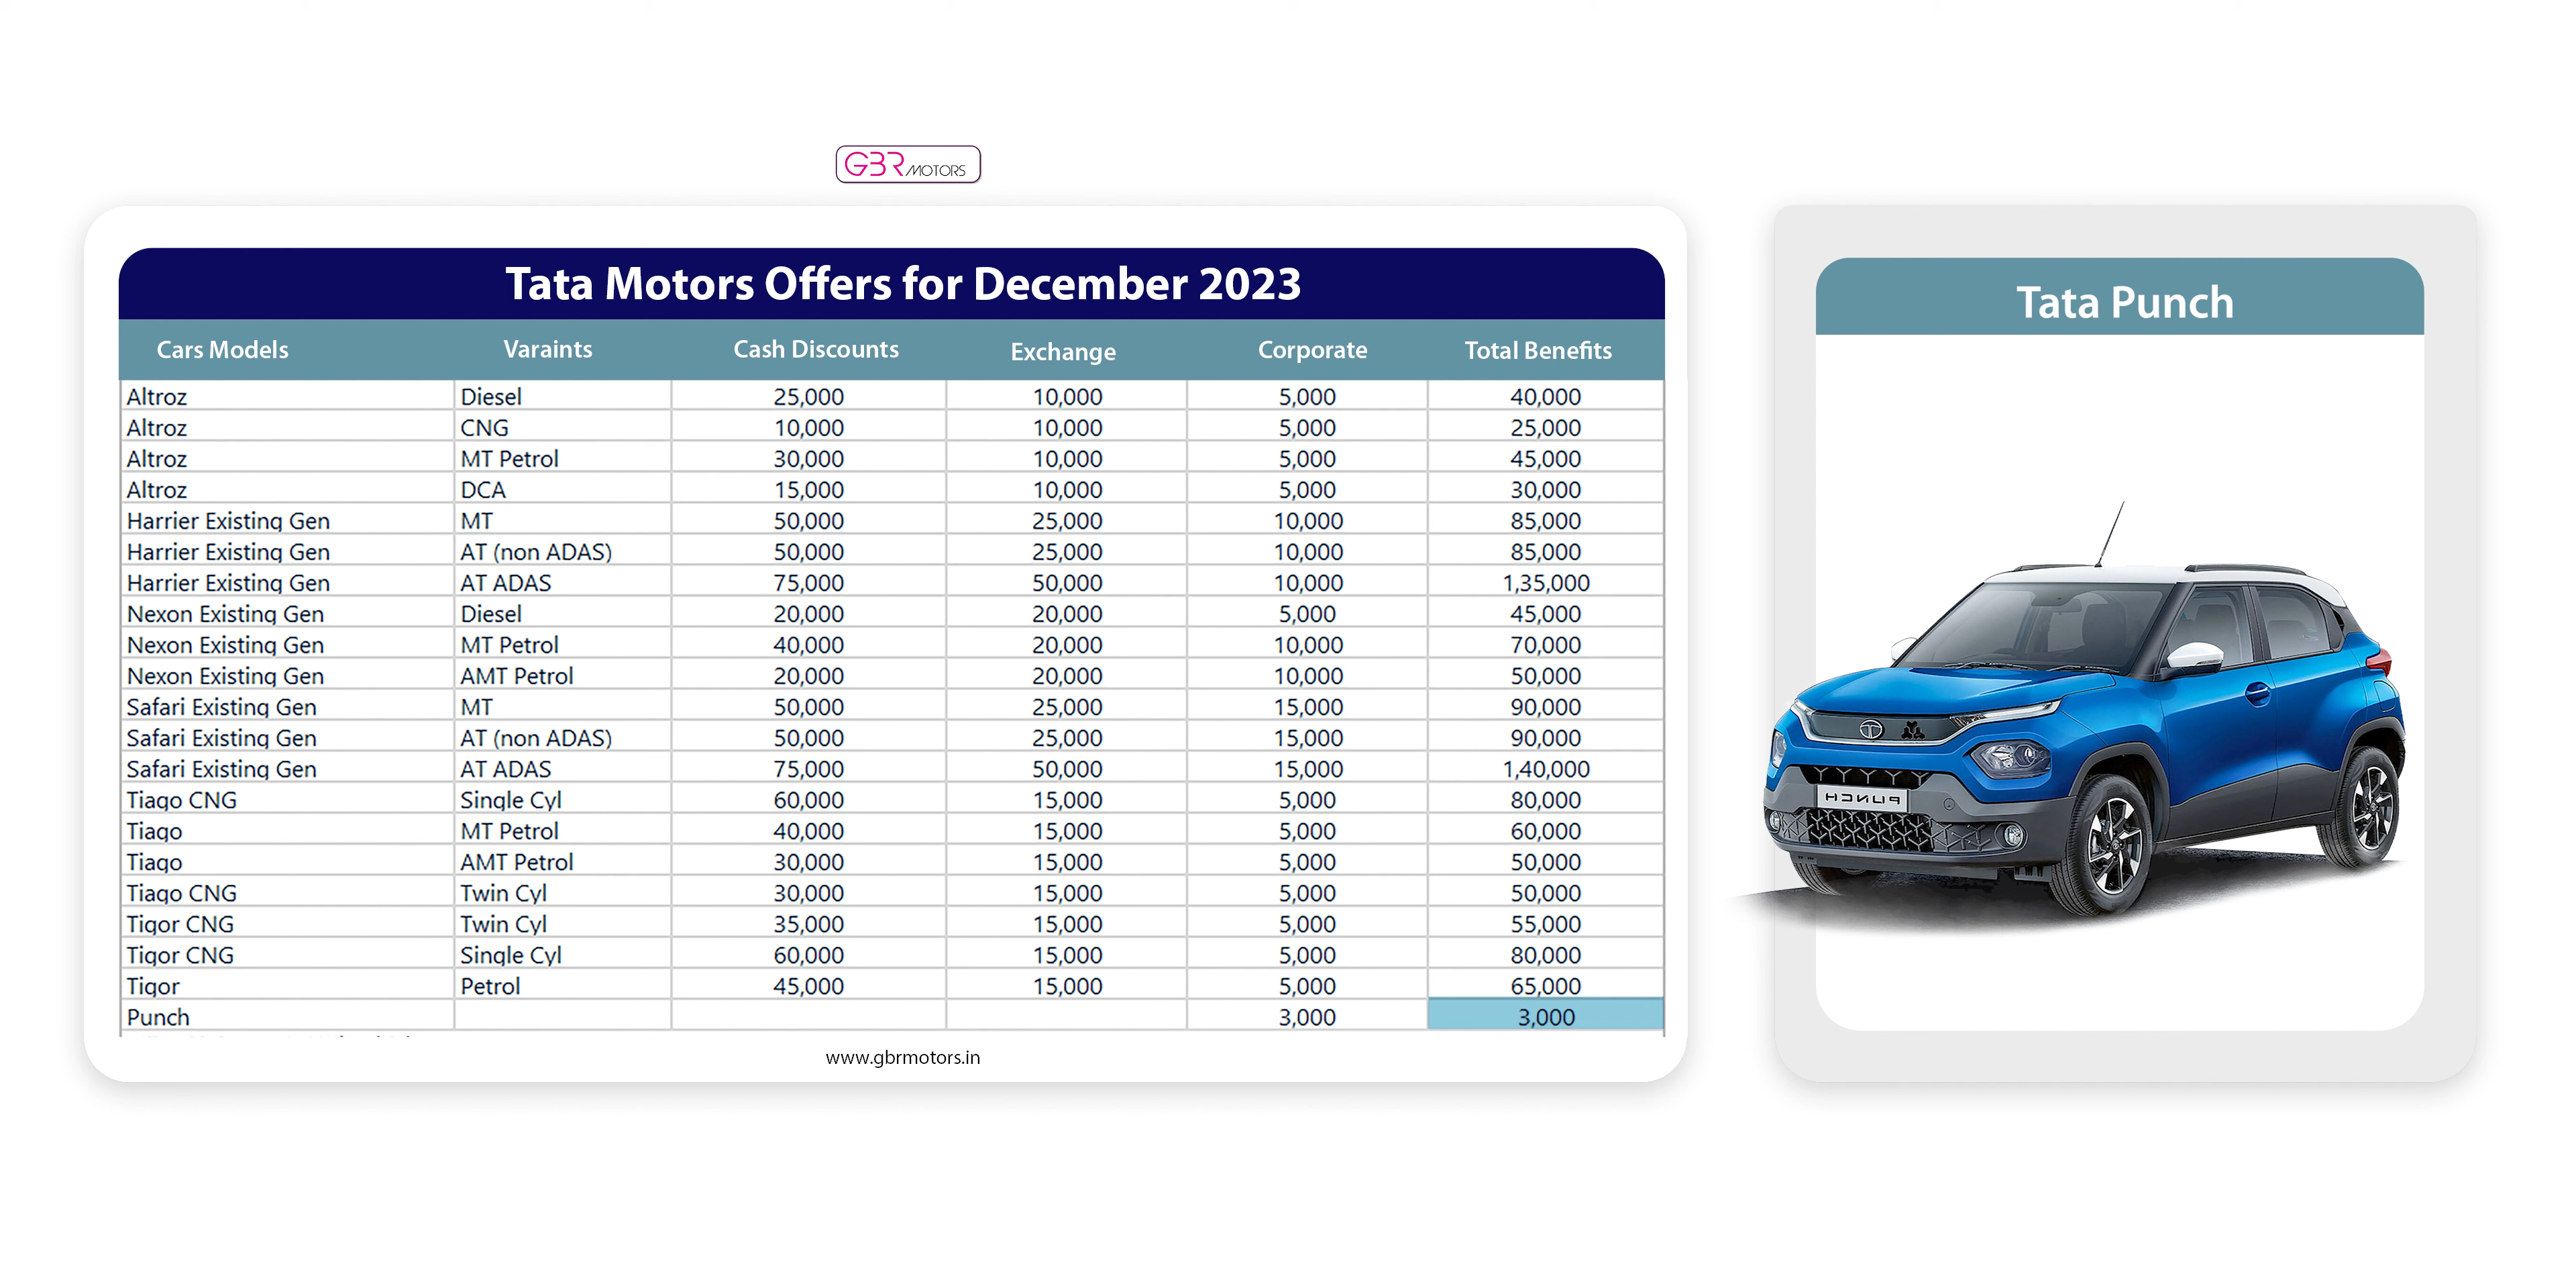 GBR MOTORS
Tata Motors Offers for December 2023
Cars Models Varaints Cash Discounts Exchange Corporate Total Benefits
Altroz Diesel 25,000 10,000 5,000 40,000
Altroz CNG 10,000 10,000 5,000 25,000
Altroz MT Petrol 30,000 10,000 5,000 45,000
Altroz DCA 15,000 10,000 5,000 30,000
Harrier Existing Gen MT 50,000 25,000 10,000 85,000
Harrier Existing Gen AT (non ADAS) 50,000 25,000 10,000 85,000
Harrier Existing Gen AT ADAS 75,000 50,000 10,000 1,35,000
Nexon Existing Gen Diesel 20,000 20,000 5,000 45,000
Nexon Existing Gen MT Petrol 40,000 20,000 10,000 70,000
Nexon Existing Gen AMT Petrol 20,000 20,000 10,000 50,000
Safari Existing Gen MT 50,000 25,000 15,000 90,000
Safari Existing Gen AT (non ADAS) 50,000 25,000 15,000 90,000
Safari Existing Gen AT ADAS 75,000 50,000 15,000 1,40,000
Tiago CNG Single Cyl 60,000 15,000 5,000 80,000
Tiago MT Petrol 40,000 15,000 5,000 60,000
Tiago AMT Petrol 30,000 15,000 5,000 50,000
Tiago CNG Twin Cyl 30,000 15,000 5,000 50,000
Tigor CNG Twin Cyl 35,000 15,000 5,000 55,000
Tigor CNG Single Cyl 60,000 15,000 5,000 80,000
Tigor Petrol 45,000 15,000 5,000 65,000
Punch 3,000 3,000
www.gbrmotors.in
Tata Punch
PUNCH